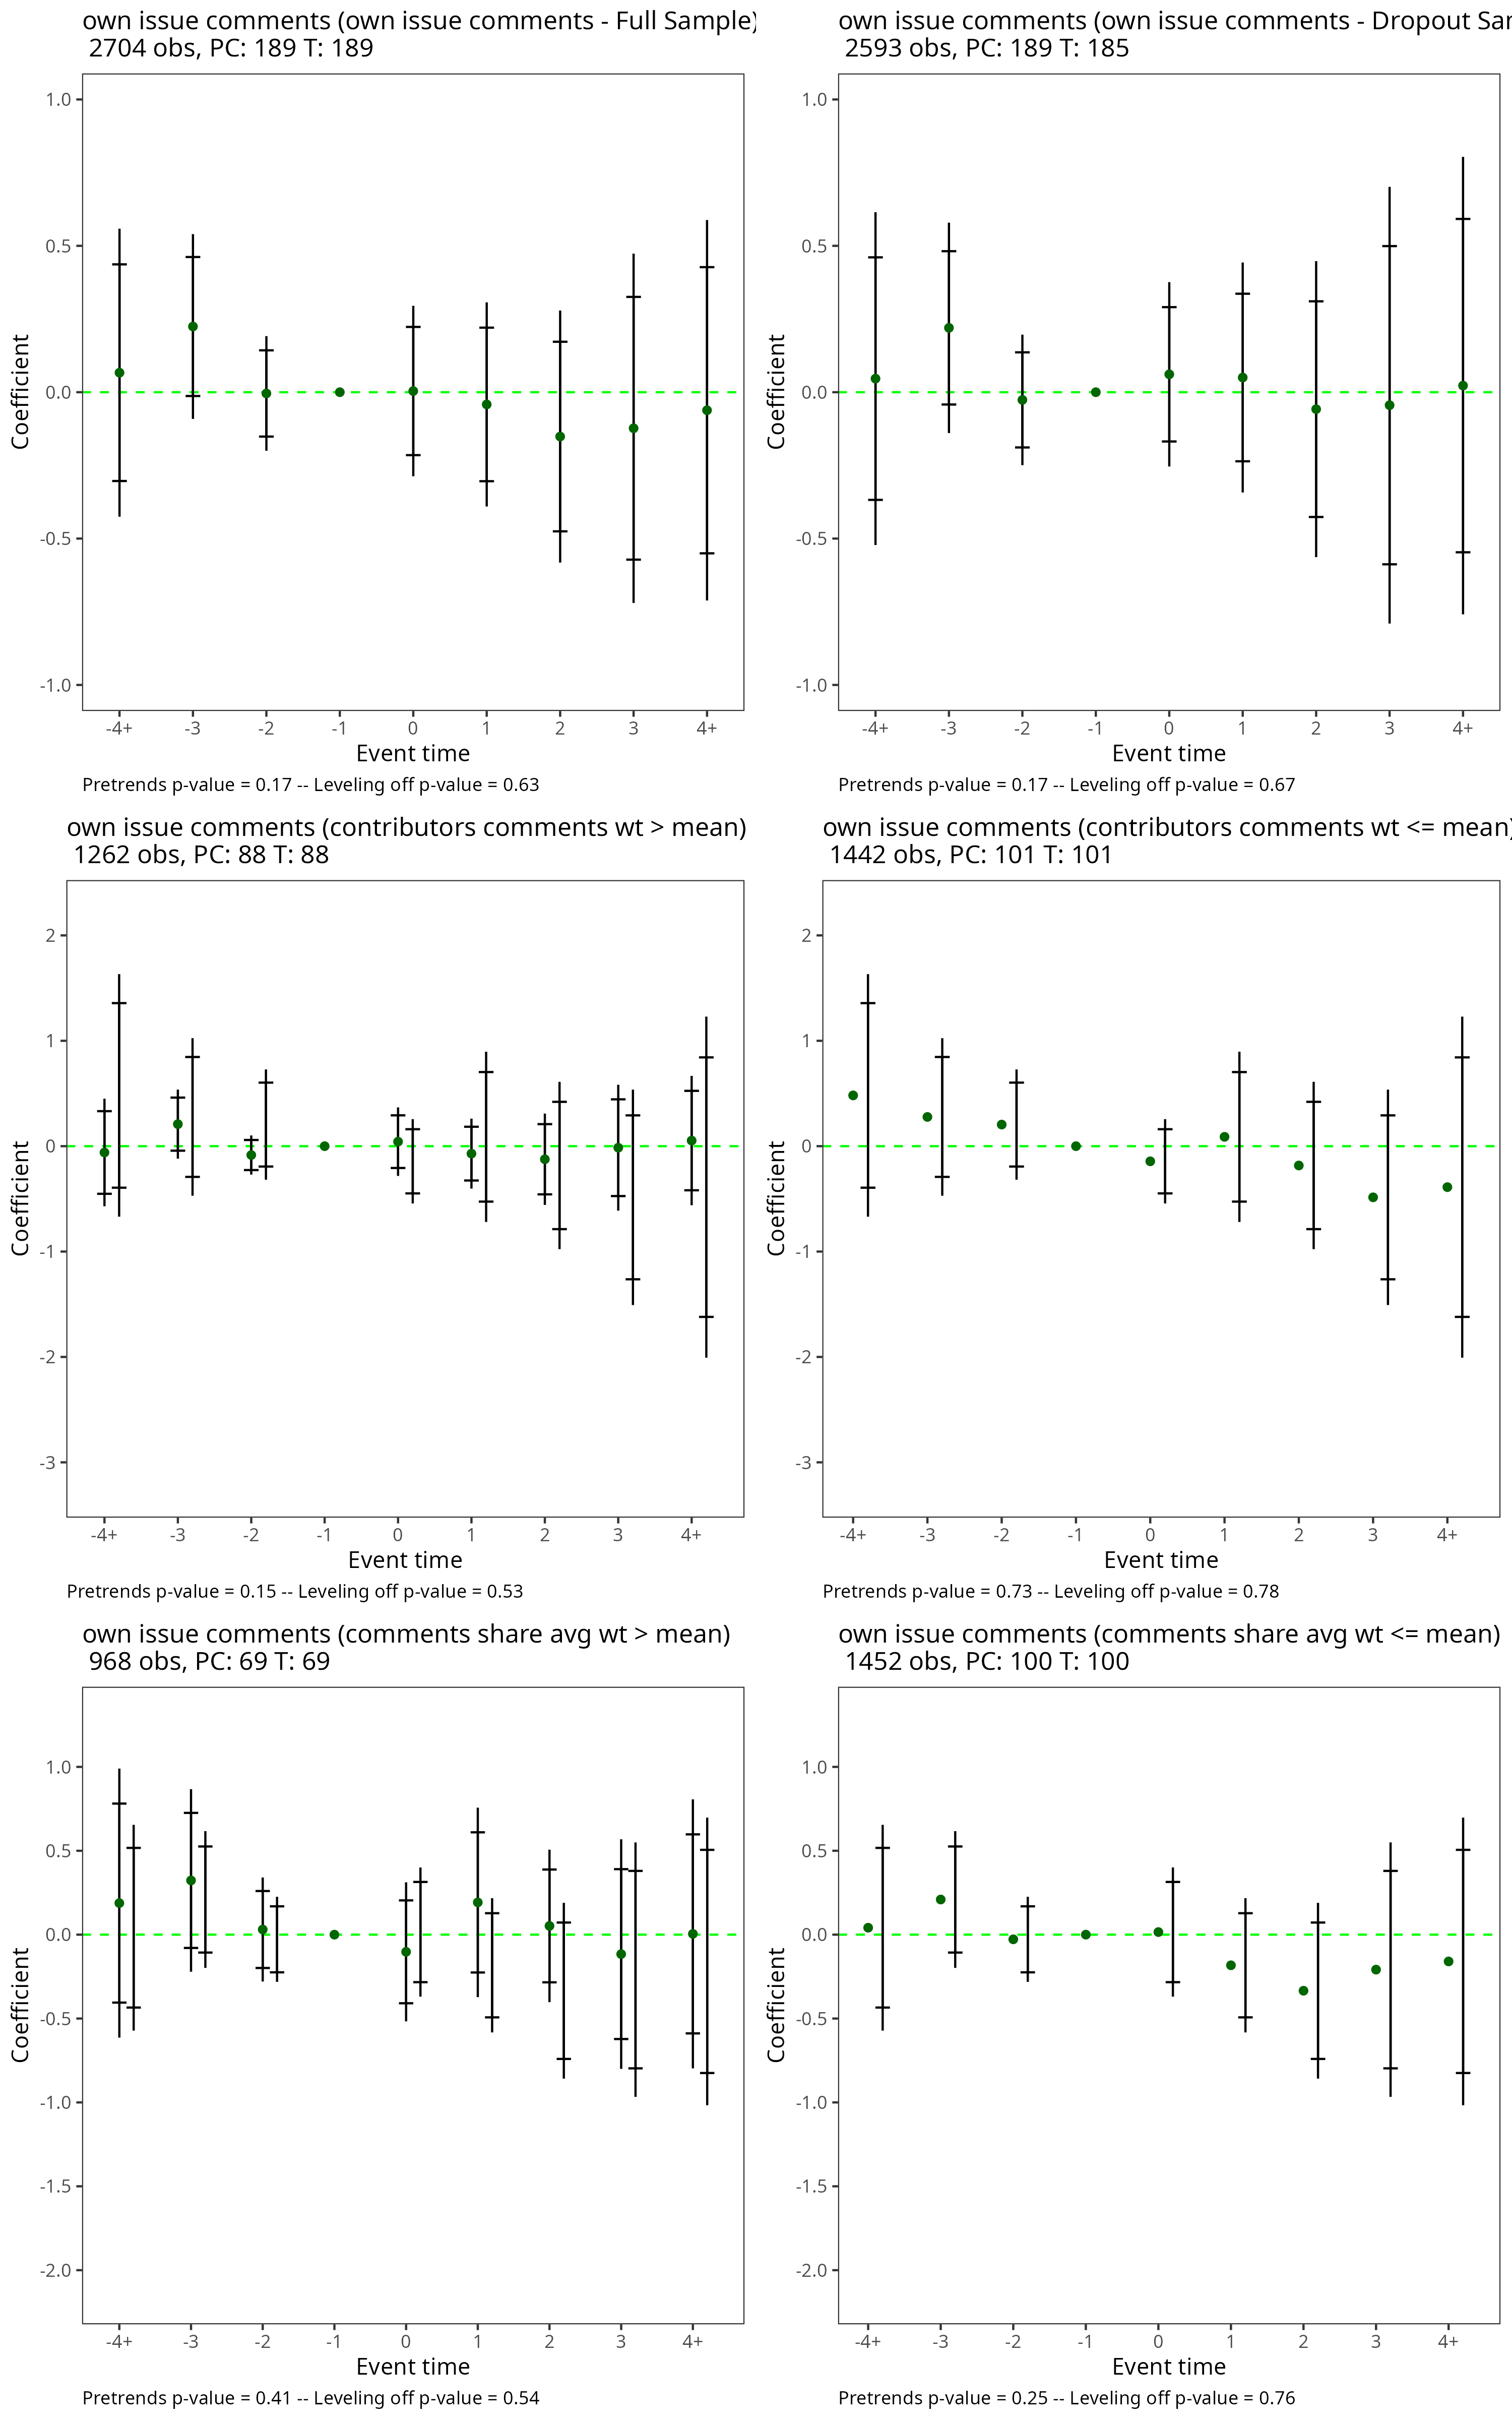 own issue comments (own issue comments - Full Sample)
2704 obs, PC: 189 T: 189
1.0
0.5
0.0
-0.5
-1.0
Coefficient
-4+ -3 -2 -1 0 1 2 3 4+
Event time
Pretrends p-value = 0.17 -- Leveling off p-value = 0.63
own issue comments (own issue comments - Dropout
2593 obs, PC: 189 T: 185
1.0
0.5
0.0
-0.5
-1.0
Coefficient
-4+ -3 -2 -1 0 1 2 3 4+
Event time
Pretrends p-value = 0.17 -- Leveling off p-value = 0.67
own issue comments (contributors comments wt > mean)
1262 obs, PC: 88 T: 88
2
1
0
-1
-2
-3
Coefficient
-4+ -3 -2 -1 0 1 2 3 4+
Event time
Pretrends p-value = 0.15 -- Leveling off p-value = 0.53
own issue comments (contributors comments wt <= mean)
1442 obs, PC: 101 T: 101
2
1
0
-1
-2
-3
Coefficient
-4+ -3 -2 -1 0 1 2 3 4+
Event time
Pretrends p-value = 0.73 -- Leveling off p-value = 0.78
own issue comments (comments share avg wt > mean)
968 obs, PC: 69 T: 69
1.0
0.5
0.0
-0.5
-1.0
-1.5
-2.0
Coefficient
-4+ -3 -2 -1 0 1 2 3 4+
Event time
Pretrends p-value = 0.41 -- Leveling off p-value = 0.54
own issue comments (comments share avg wt <= mean)
1452 obs, PC: 100 T: 100
1.0
0.5
0.0
-0.5
-1.0
-1.5
-2.0
Coefficient
-4+ -3 -2 -1 0 1 2 3 4+
Event time
Pretrends p-value = 0.25 -- Leveling off p-value = 0.76